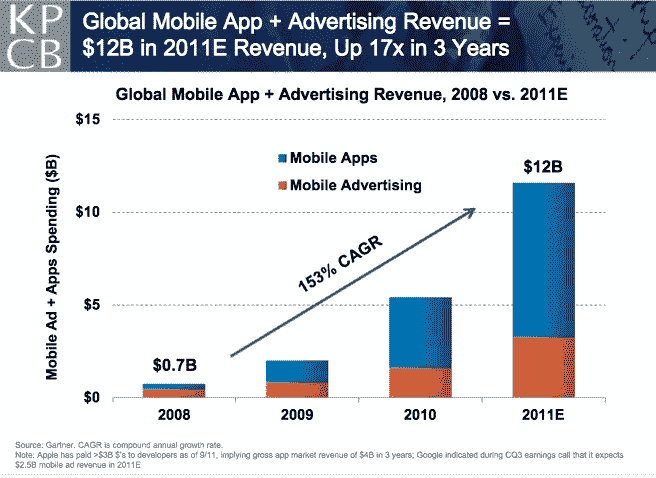 KP
CB
Global Mobile App + Advertising Revenue =
$12B in 2011E Revenue, Up 17x in 3 Years
Global Mobile App + Advertising Revenue, 2008 vs. 2011E
Mobile Ad + Apps Spending ($B)
$15
$10
$5
$0
Mobile Apps
Mobile Advertising
153% CAGR
$0.7B
$12B
2008
2009
2010
2011E
Source: Gartner. CAGR is compound annual growth rate.
Note: Apple has paid >$3B $'s to developers as of 9/11, implying gross app market revenue of $4B in 3 years; Google indicated during CQ3 earnings call that it expects
$2.5B mobile ad revenue in 2011E